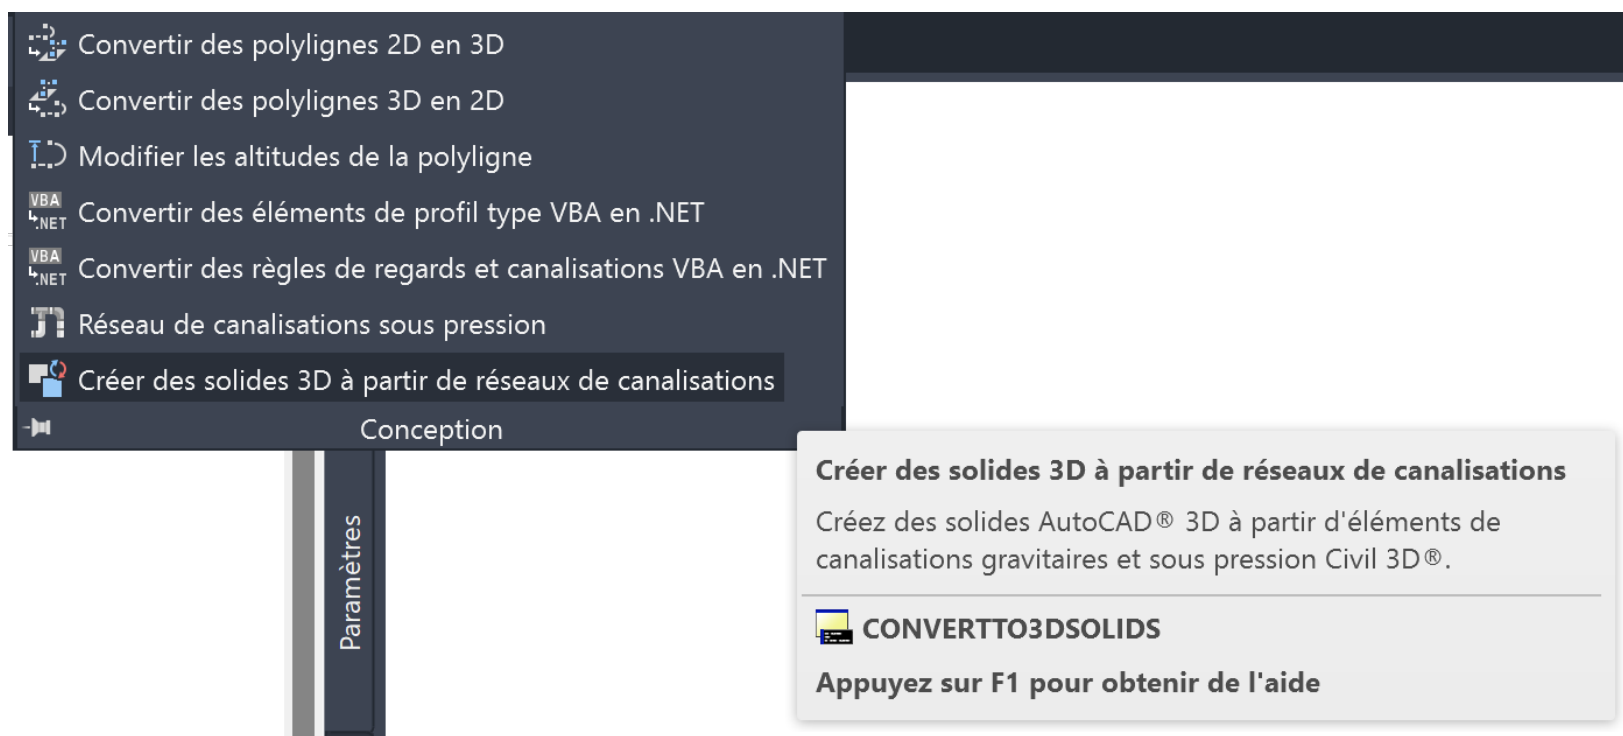 Convertir des polylignes 2D en 3D
Convertir des polylignes 3D en 2D
Modifier les altitudes de la polyligne
VBA
.NET
Convertir des éléments de profil type VBA en .NET
VBA
.NET
Convertir des règles de regards et canalisations VBA en .NET
Réseau de canalisations sous pression
Créer des solides 3D à partir de réseaux de canalisations
Conception
Paramètres
Créer des solides 3D à partir de réseaux de canalisations
Créez des solides AutoCAD® 3D à partir d'éléments de
canalisations gravitaires et sous pression Civil 3D®.
CONVERTTO3DSOLIDS
Appuyez sur F1 pour obtenir de l'aide